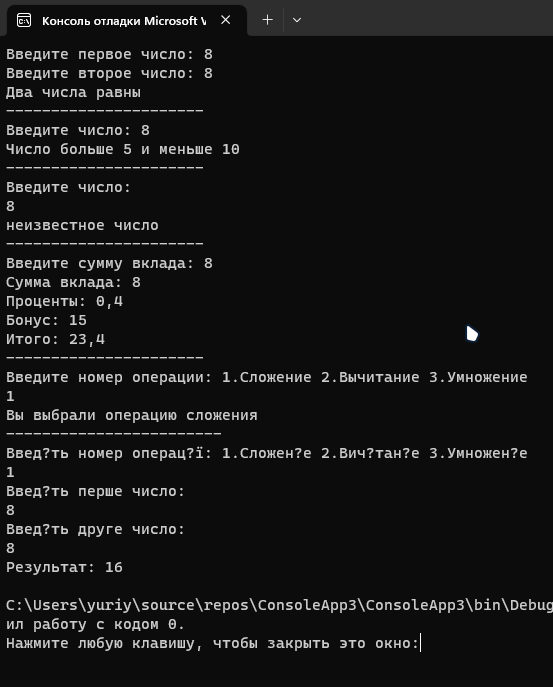 Консоль отладки Microsoft V
Введите первое число: 8
Введите второе число: 8
Два числа равны
----------------------
Введите число: 8
Число больше 5 и меньше 10
----------------------
Введите число:
8
неизвестное число
----------------------
Введите сумму вклада: 8
Сумма вклада: 8
Проценты: 0,4
Бонус: 15
Итого: 23,4
----------------------
Введите номер операции: 1.Сложение 2.Вычитание 3.Умножение
1
Вы выбрали операцию сложения
------------------------
Введ?ть номер операц?ї: 1.Сложен?е 2.Вич?тан?е 3.Умножен?е
1
Введ?ть перше число:
8
Введ?ть друге число:
8
Результат: 16
C:\Users\yuriy\source\repos\ConsoleApp3\ConsoleApp3\bin\Debug
ил работу с кодом 0.
Нажмите любую клавишу, чтобы закрыть это окно: